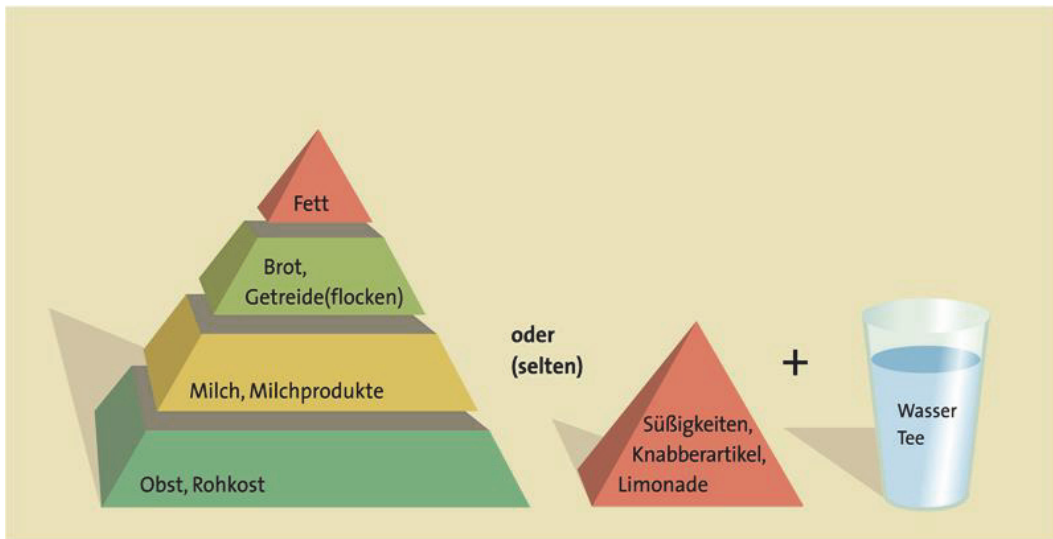 Fett
Brot,
Getreide(flocken)
Milch, Milchprodukte
Obst, Rohkost
oder
(selten)
Süßigkeiten,
Knabberartikel,
Limonade
+
Wasser
Tee